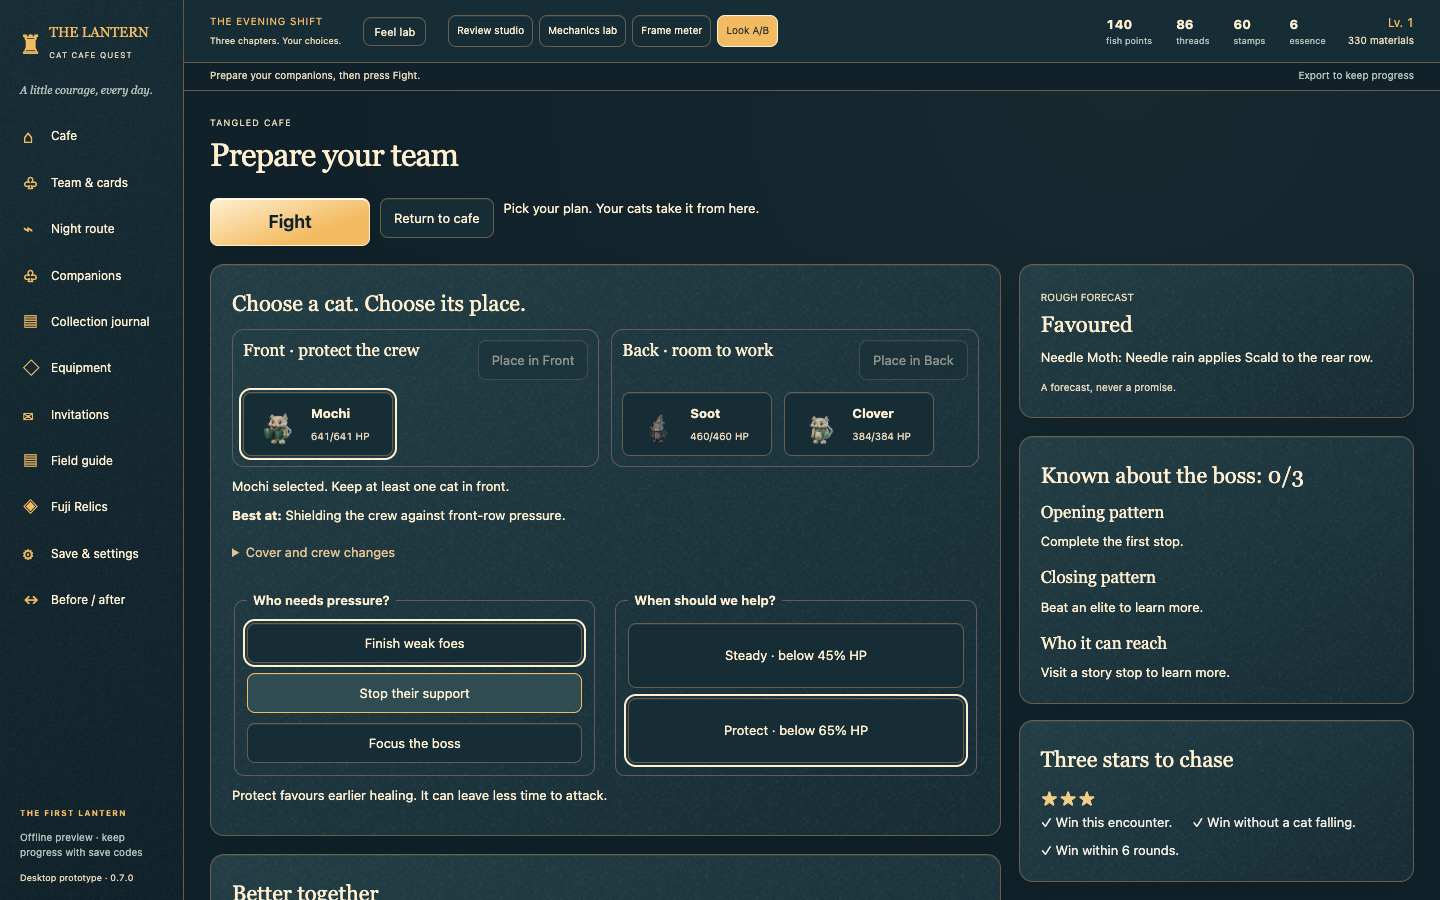 THE LANTERN
CAT CAFE QUEST
A little courage, every day.
Cafe
Team & cards
Night route
Companions
Collection journal
Equipment
Invitations
Field guide
Fuji Relics
Save & settings
Before / after
THE FIRST LANTERN
Offline preview · keep
progress with save codes
Desktop prototype · 0.7.0
THE EVENING SHIFT
Three chapters. Your choices.
Feel lab
Review studio
Mechanics lab
Frame meter
Look A/B
140
fish points
86
threads
60
stamps
6
essence
Lv. 1
330 materials
Prepare your companions, then press Fight.
Export to keep progress
TANGLED CAFE
Prepare your team
Fight
Return to cafe
Pick your plan. Your cats take it from here.
Choose a cat. Choose its place.
Front · protect the crew
Place in Front
Mochi
641/641 HP
Back · room to work
Place in Back
Soot
460/460 HP
Clover
384/384 HP
Mochi selected. Keep at least one cat in front.
Best at: Shielding the crew against front-row pressure.
Cover and crew changes
Who needs pressure?
Finish weak foes
Stop their support
Focus the boss
When should we help?
Steady · below 45% HP
Protect · below 65% HP
Protect favours earlier healing. It can leave less time to attack.
Better together
ROUGH FORECAST
Favoured
Needle Moth: Needle rain applies Scald to the rear row.
A forecast, never a promise.
Known about the boss: 0/3
Opening pattern
Complete the first stop.
Closing pattern
Beat an elite to learn more.
Who it can reach
Visit a story stop to learn more.
Three stars to chase
★★★
✓ Win this encounter. ✓ Win without a cat falling.
✓ Win within 6 rounds.